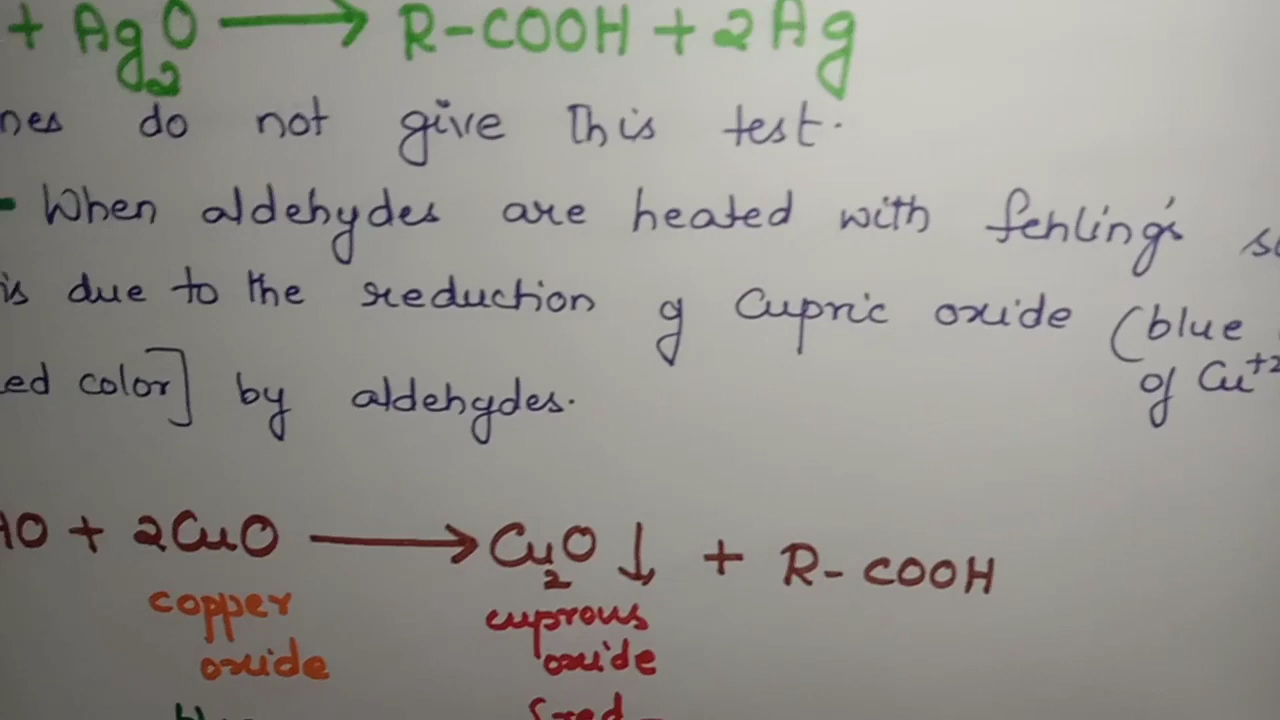 + Ag2O → R-COOH + 2Ag
nes do not give This test.
- When aldehydes are heated with fehling's
is due to the reduction of Cupric oxide (blue
ed color] by aldehydes. of Cu+2
+ 2CuO → Cu2O ↓ + R-COOH
copper cuprous
oxide oxide
[red